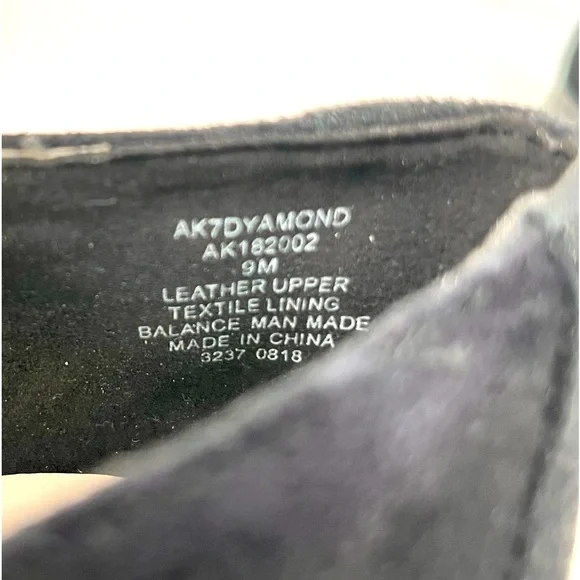 AK7DYAMOND
AK182002
9M
LEATHER UPPER
TEXTILE LINING
BALANCE MAN MADE
MADE IN CHINA
3237 0818